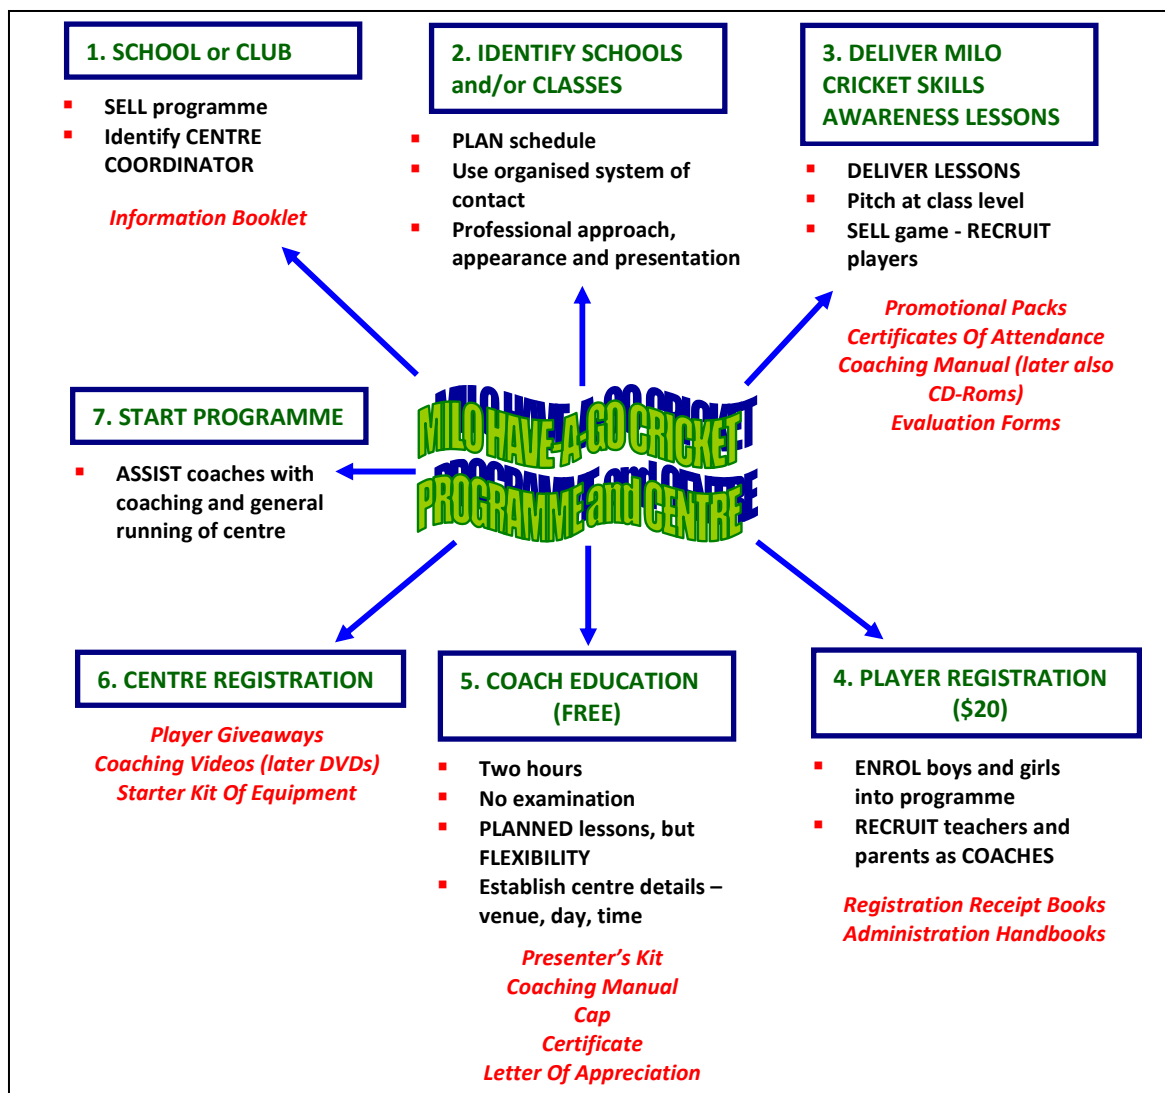 1. SCHOOL or CLUB
SELL programme
Identify CENTRE
COORDINATOR
Information Booklet
2. IDENTIFY SCHOOLS
and/or CLASSES
PLAN schedule
Use organised system of
contact
Professional approach,
appearance and presentation
3. DELIVER MILO
CRICKET SKILLS
AWARENESS LESSONS
DELIVER LESSONS
Pitch at class level
SELL game - RECRUIT
players
Promotional Packs
Certificates Of Attendance
Coaching Manual (later also
CD-Roms)
Evaluation Forms
MILO HAVE-A-GO CRICKET
PROGRAMME and CENTRE
7. START PROGRAMME
ASSIST coaches with
coaching and general
running of centre
6. CENTRE REGISTRATION
Player Giveaways
Coaching Videos (later DVDs)
Starter Kit Of Equipment
5. COACH EDUCATION
(FREE)
Two hours
No examination
PLANNED lessons, but
FLEXIBILITY
Establish centre details –
venue, day, time
Presenter’s Kit
Coaching Manual
Cap
Certificate
Letter Of Appreciation
4. PLAYER REGISTRATION
($20)
ENROL boys and girls
into programme
RECRUIT teachers and
parents as COACHES
Registration Receipt Books
Administration Handbooks